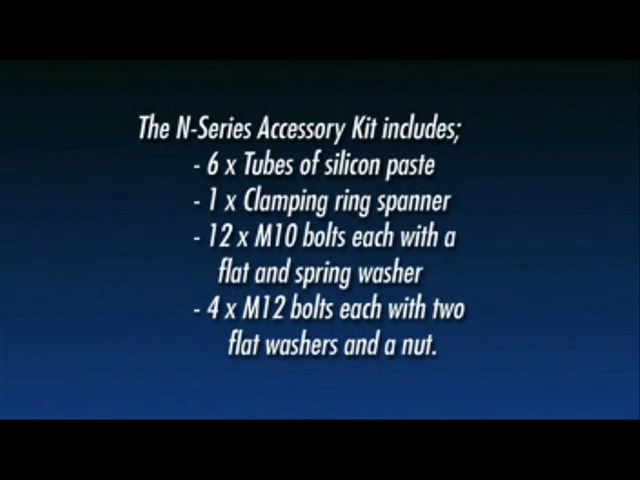 The N-Series Accessory Kit includes;
- 6 x Tubes of silicon paste
- 1 x Clamping ring spanner
- 12 x M10 bolts each with a
flat and spring washer
- 4 x M12 bolts each with two
flat washers and a nut.